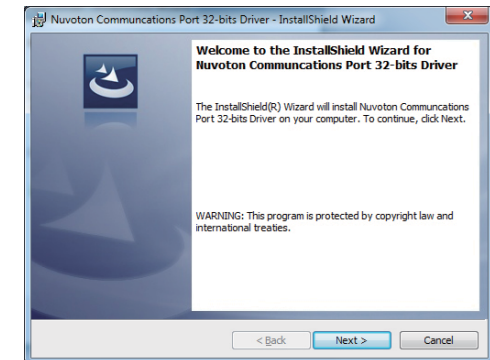 Nuvoton Communcations Port 32-bits Driver - InstallShield Wizard
Welcome to the InstallShield Wizard for
Nuvoton Communcations Port 32-bits Driver
The InstallShield(R) Wizard will install Nuvoton Communcations
Port 32-bits Driver on your computer. To continue, click Next.
WARNING: This program is protected by copyright law and
international treaties.
< Back
Next >
Cancel